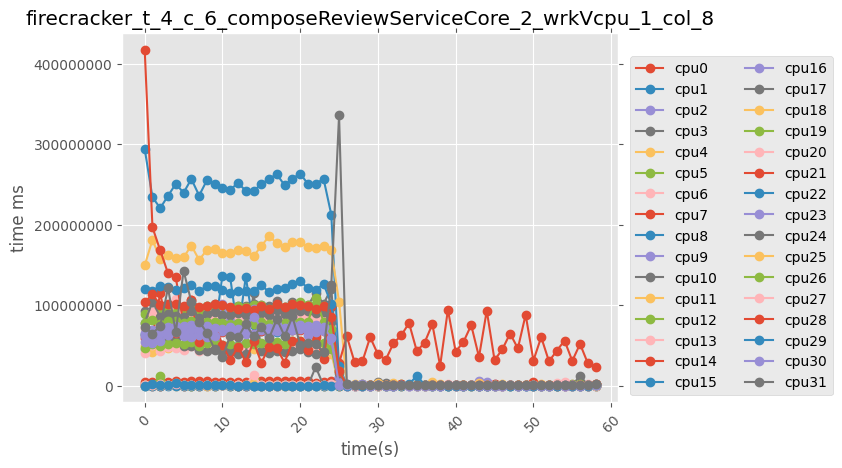 firecracker_t_4_c_6_composeReviewServiceCore_2_wrkVcpu_1_col_8
400000000
300000000
200000000
100000000
0
time ms
0
10
20
30
40
50
60
time(s)
cpu0
cpu1
cpu2
cpu3
cpu4
cpu5
cpu6
cpu7
cpu8
cpu9
cpu10
cpu11
cpu12
cpu13
cpu14
cpu15
cpu16
cpu17
cpu18
cpu19
cpu20
cpu21
cpu22
cpu23
cpu24
cpu25
cpu26
cpu27
cpu28
cpu29
cpu30
cpu31